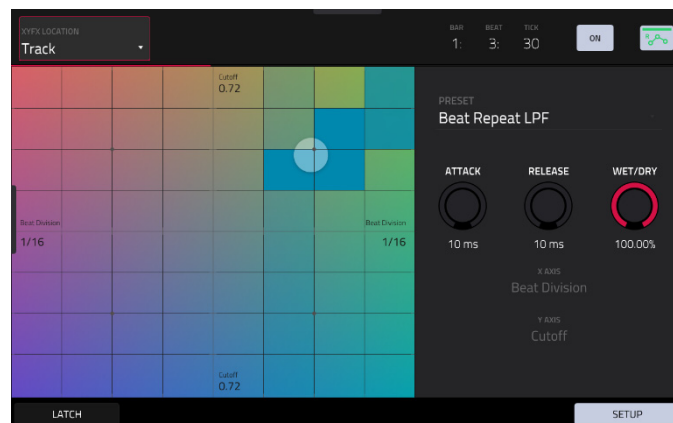 XYFX LOCATION
Track
BAR BEAT TICK
1: 3: 30
ON
Cutoff
0.72
PRESET
Beat Repeat LPF
ATTACK RELEASE WET/DRY
10 ms 10 ms 100.00%
Beat Division Beat Division
1/16 1/16
X AXIS
Beat Division
Y AXIS
Cutoff
Cutoff
0.72
LATCH SETUP